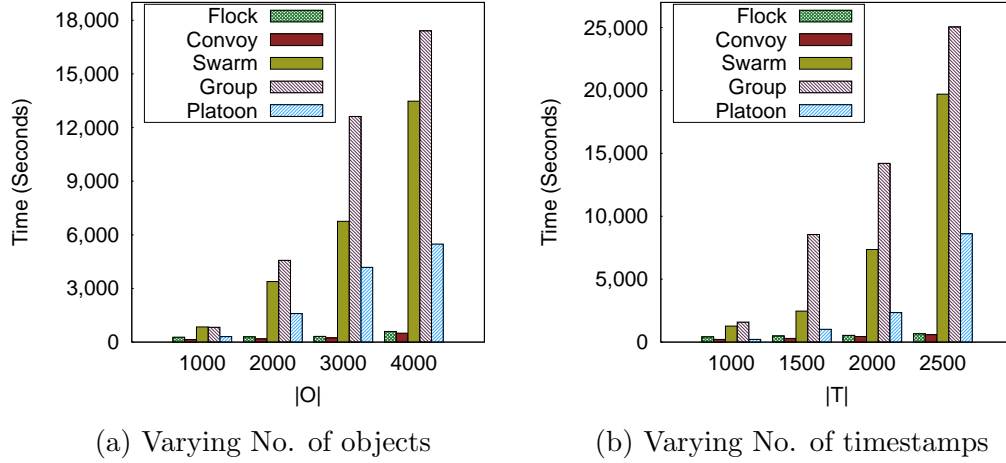 18,000
15,000
12,000
9,000
6,000
3,000
0
Time (Seconds)
Flock
Convoy
Swarm
Group
Platoon
1000 2000 3000 4000
|O|
(a) Varying No. of objects
25,000
20,000
15,000
10,000
5,000
0
Time (Seconds)
Flock
Convoy
Swarm
Group
Platoon
1000 1500 2000 2500
|T|
(b) Varying No. of timestamps